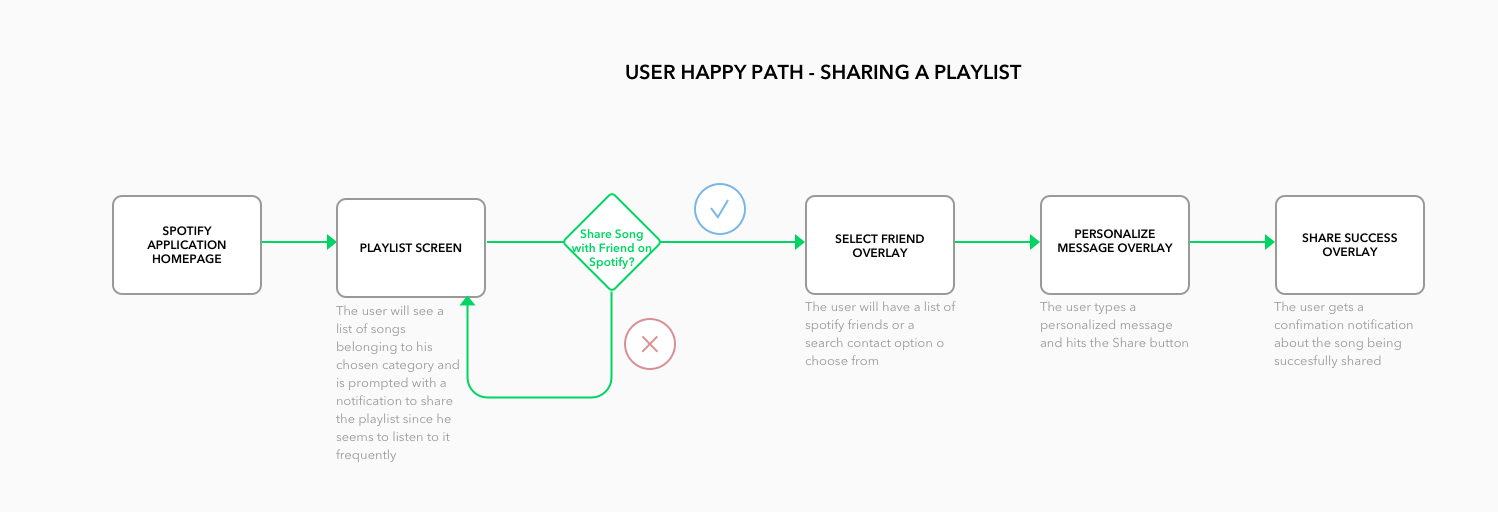 USER HAPPY PATH - SHARING A PLAYLIST
SPOTIFY
APPLICATION
HOMEPAGE
PLAYLIST SCREEN
The user will see a
list of songs
belonging to his
chosen category and
is prompted with a
notification to share
the playlist since he
seems to listen to it
frequently
Share Song
with Friend on
Spotify?
SELECT FRIEND
OVERLAY
The user will have a list of
spotify friends or a
search contact option o
choose from
PERSONALIZE
MESSAGE OVERLAY
The user types a
personalized message
and hits the Share button
SHARE SUCCESS
OVERLAY
The user gets a
confimation notification
about the song being
succesfully shared